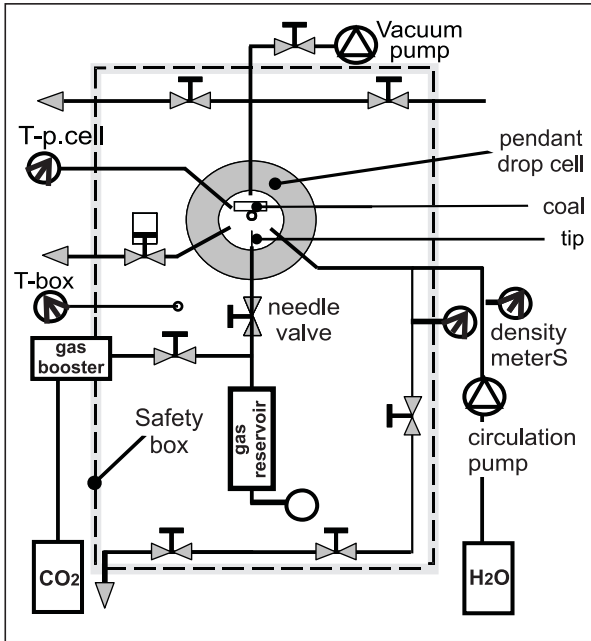 Vacuum
pump
T-p.cell
pendant
drop cell
coal
tip
T-box
needle
valve
density
meterS
gas
booster
Safety
box
gas
reservoir
circulation
pump
CO2
H2O